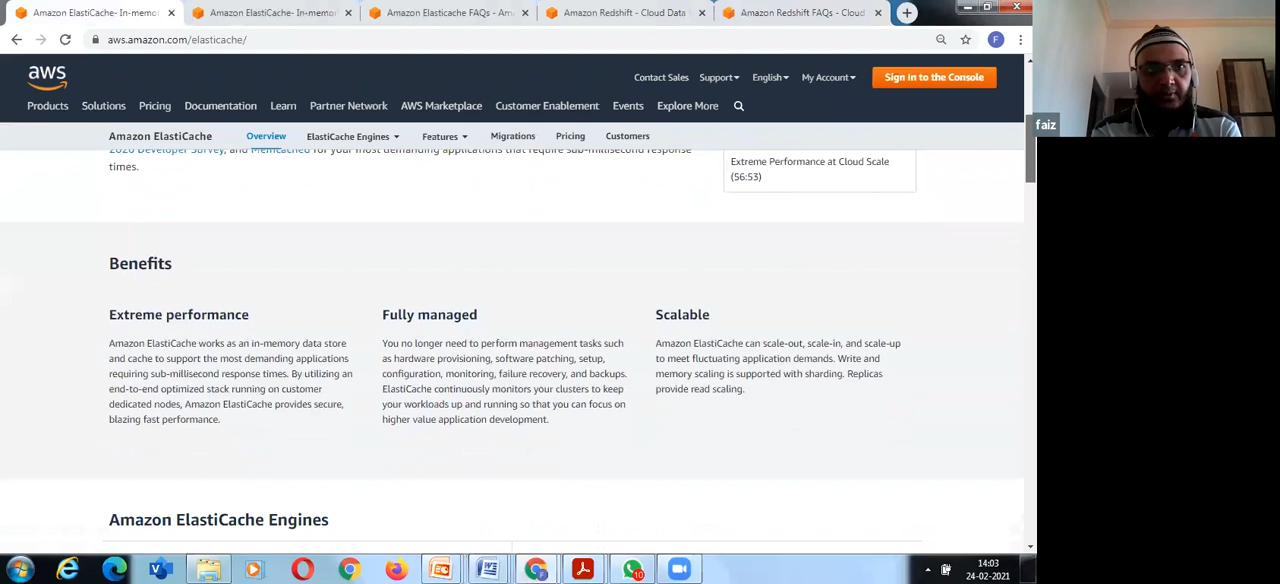 Amazon ElastiCache- In-memor
Amazon ElastiCache- In-memor
Amazon Elasticache FAQs - Am
Amazon Redshift - Cloud Data
Amazon Redshift FAQs - Cloud
aws.amazon.com/elasticache/
F
aws
Contact Sales Support English My Account Sign In to the Console
Products Solutions Pricing Documentation Learn Partner Network AWS Marketplace Customer Enablement Events Explore More
Amazon ElastiCache Overview ElastiCache Engines Features Migrations Pricing Customers
faiz
2020 Developer Survey, and Memcached for your most demanding applications that require sub-millisecond response
times.
Extreme Performance at Cloud Scale
(56:53)
Benefits
Extreme performance
Amazon ElastiCache works as an in-memory data store
and cache to support the most demanding applications
requiring sub-millisecond response times. By utilizing an
end-to-end optimized stack running on customer
dedicated nodes, Amazon ElastiCache provides secure,
blazing fast performance.
Fully managed
You no longer need to perform management tasks such
as hardware provisioning, software patching, setup,
configuration, monitoring, failure recovery, and backups.
ElastiCache continuously monitors your clusters to keep
your workloads up and running so that you can focus on
higher value application development.
Scalable
Amazon ElastiCache can scale-out, scale-in, and scale-up
to meet fluctuating application demands. Write and
memory scaling is supported with sharding. Replicas
provide read scaling.
Amazon ElastiCache Engines
10
14:03
24-02-2021